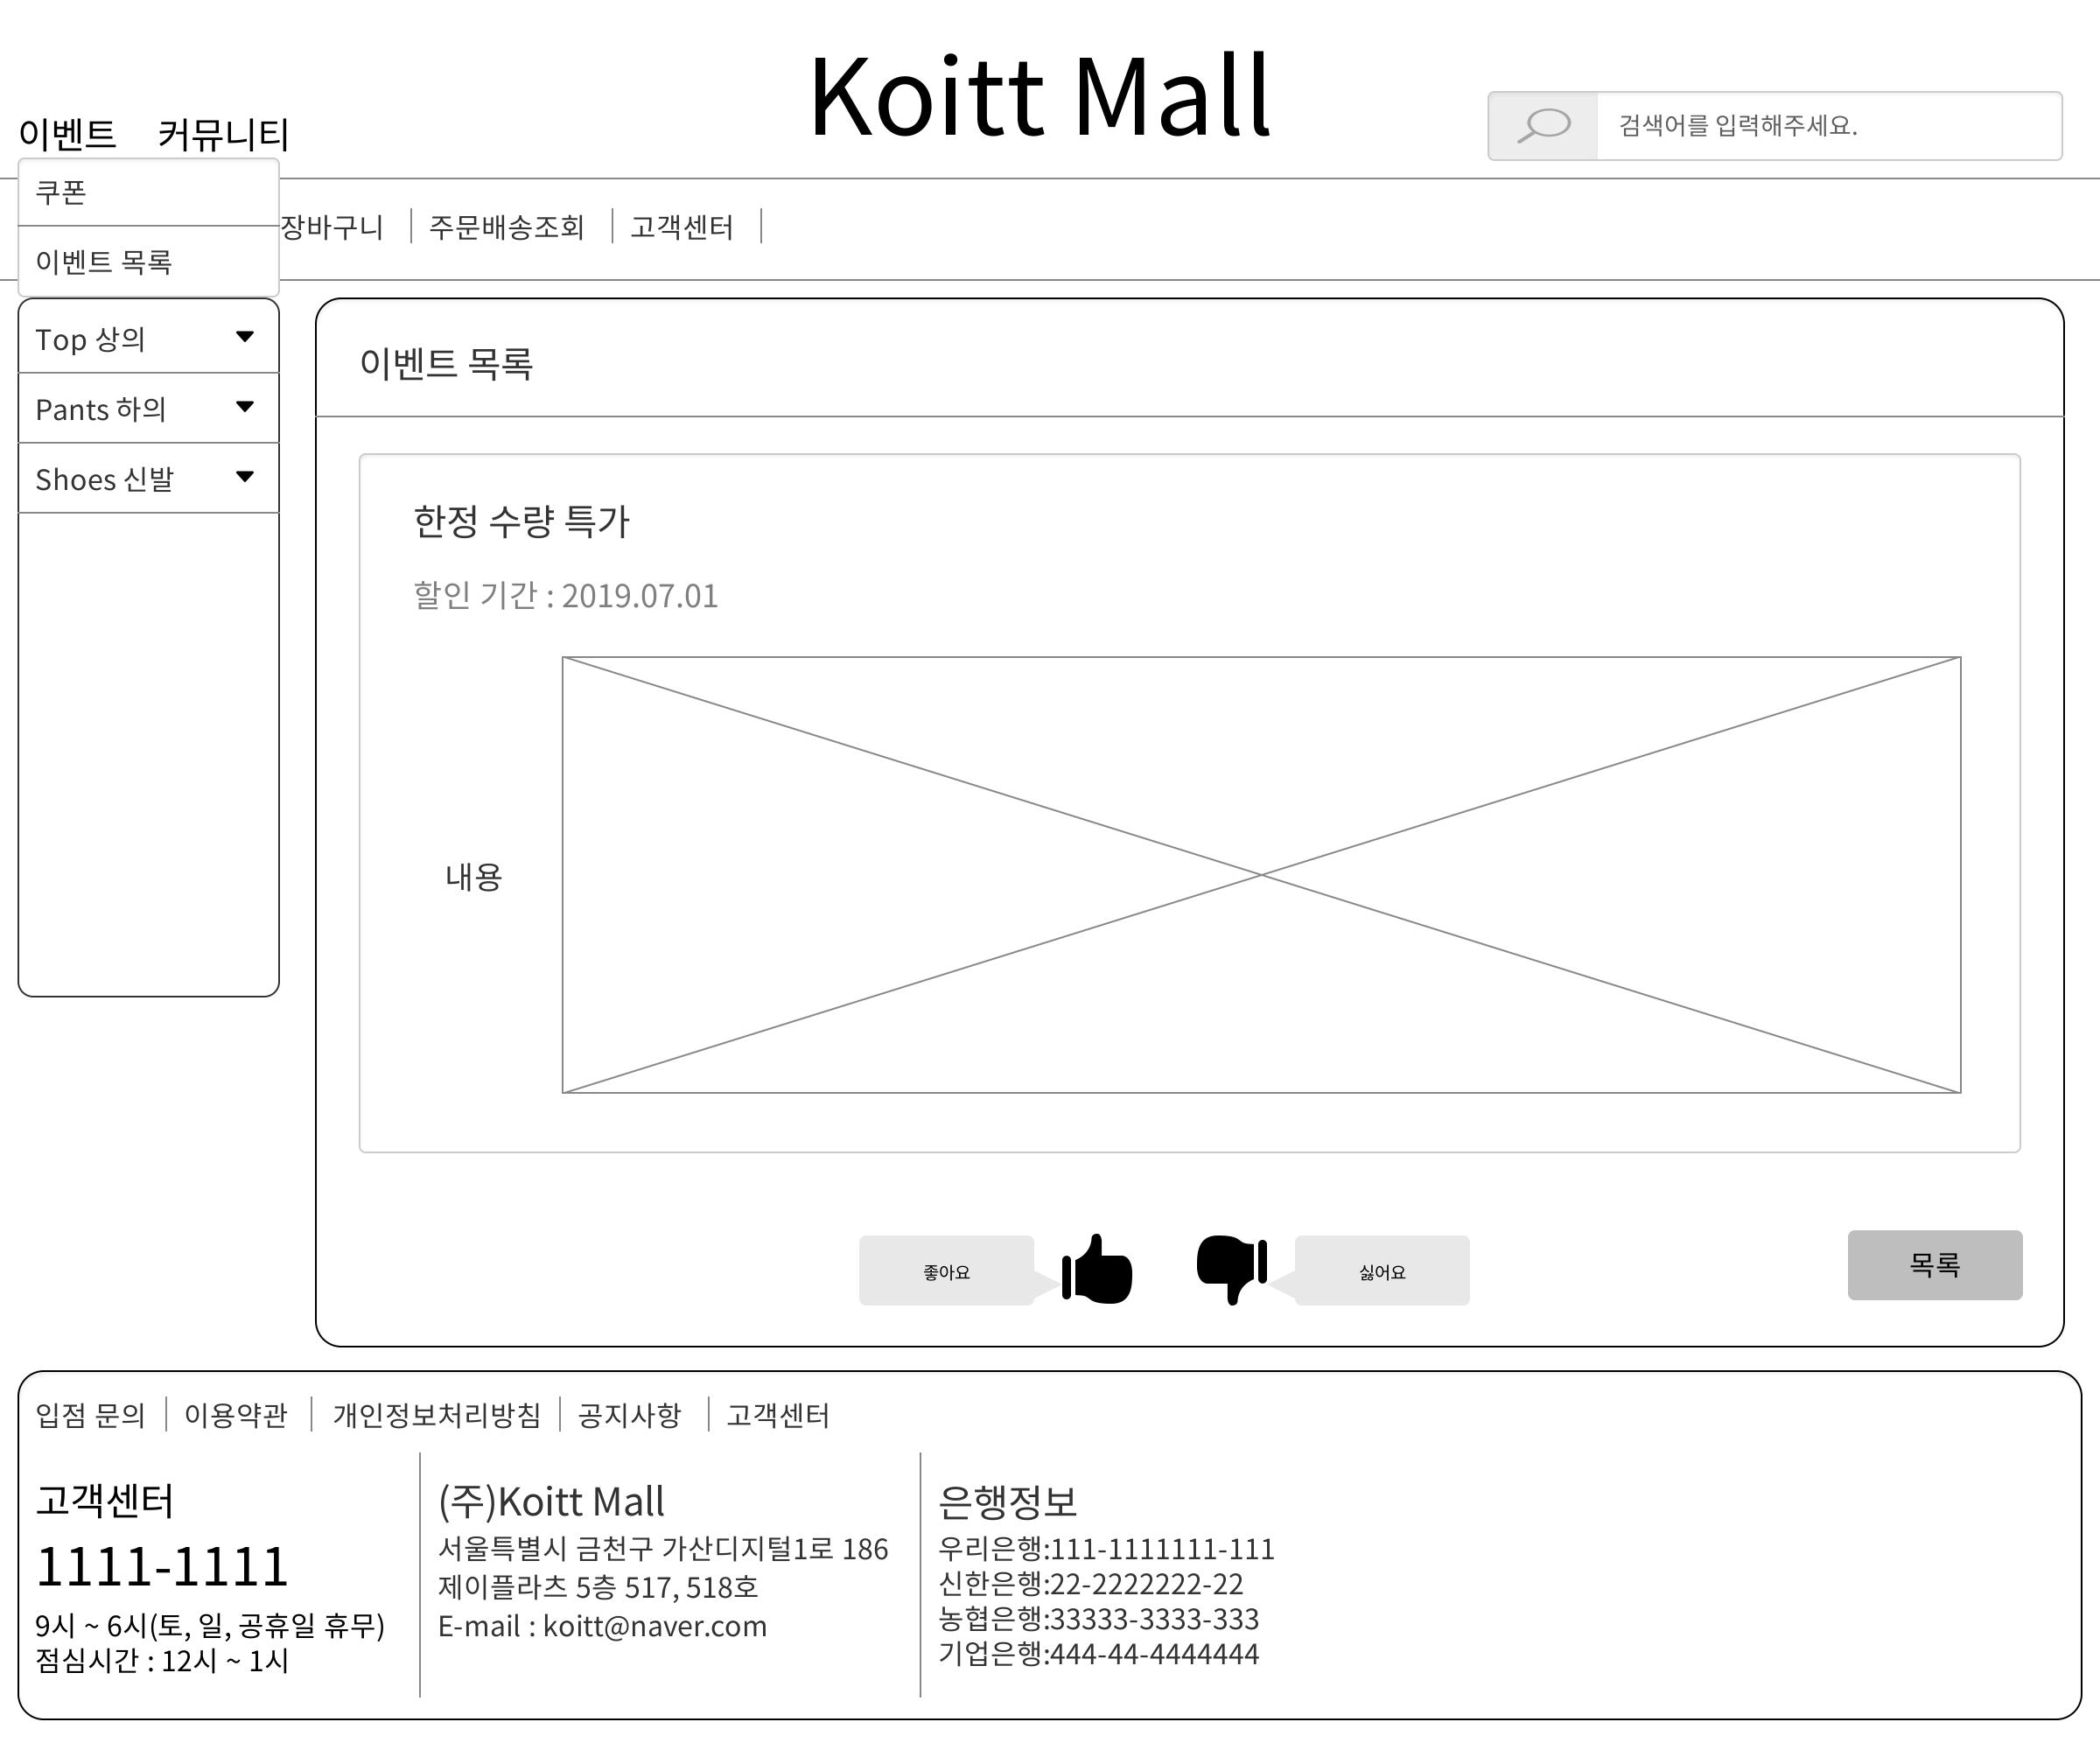 Koitt Mall
이벤트 커뮤니티
검색어를 입력해주세요.
쿠폰
이벤트 목록
장바구니 주문배송조회 고객센터
Top 상의
Pants 하의
Shoes 신발
이벤트 목록
한정 수량 특가
할인 기간 : 2019.07.01
내용
좋아요
싫어요
목록
입점 문의 이용약관 개인정보처리방침 공지사항 고객센터
고객센터
1111-1111
9시 ~ 6시(토, 일, 공휴일 휴무)
점심시간 : 12시 ~ 1시
(주)Koitt Mall
서울특별시 금천구 가산디지털1로 186
제이플라츠 5층 517, 518호
E-mail : koitt@naver.com
은행정보
우리은행:111-1111111-111
신한은행:22-2222222-22
농협은행:33333-3333-333
기업은행:444-44-4444444